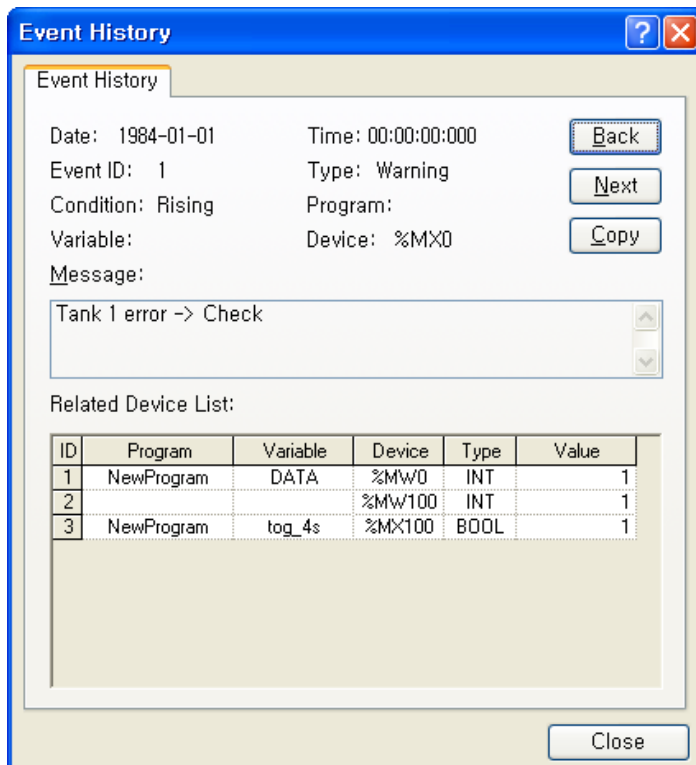 Event History
Event History
Date: 1984-01-01 Time: 00:00:00:000 Back
Event ID: 1 Type: Warning Next
Condition: Rising Program:
Variable: Device: %MX0 Copy
Message:
Tank 1 error -> Check
Related Device List:
ID Program Variable Device Type Value
1 NewProgram DATA %MW0 INT 1
2 %MW100 INT 1
3 NewProgram tog_4s %MX100 BOOL 1
Close